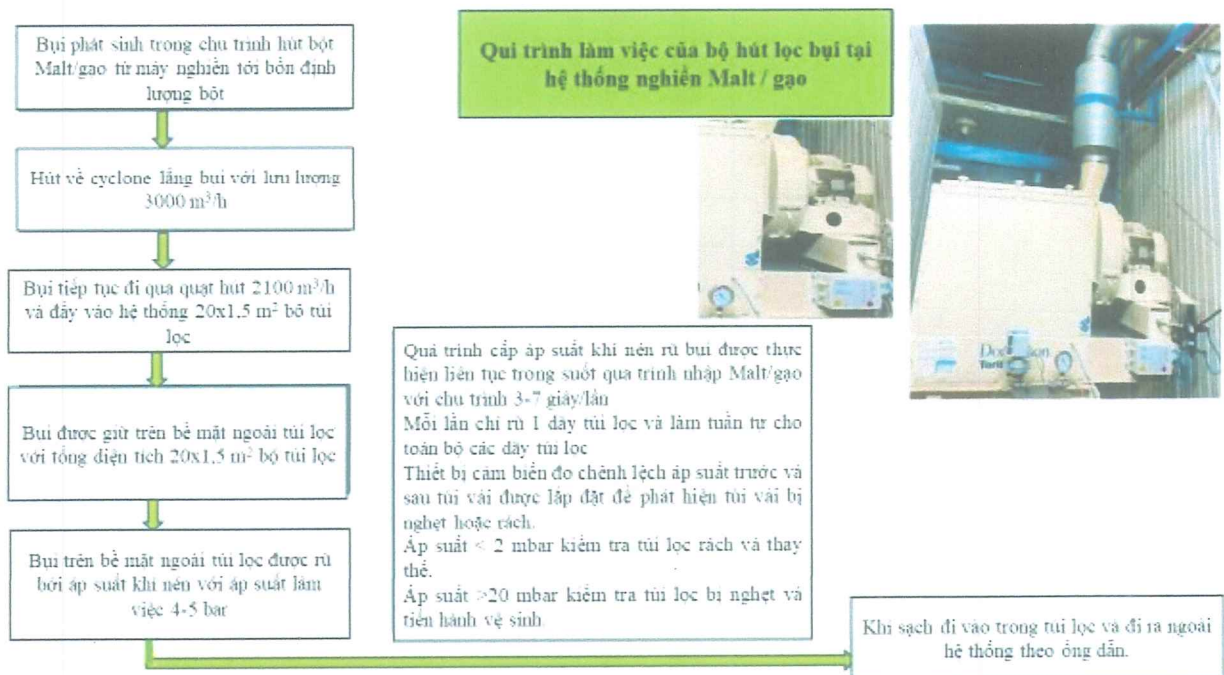 Bụi phát sinh trong chu trình hút bột
Malt/gạo từ máy nghiền tới bồn định
lượng bột
Qui trình làm việc của bộ hút lọc bụi tại
hệ thống nghiền Malt / gạo
Hút về cyclone lắng bụi với lưu lượng
3000 m³/h
Bụi tiếp tục đi qua quạt hút 2100 m³/h
và đẩy vào hệ thống 20x1,5 m² bộ túi
lọc
Bụi được giữ trên bề mặt ngoài túi lọc
với tổng diện tích 20x1,5 m² bộ túi lọc
Bụi trên bề mặt ngoài túi lọc được rũ
bởi áp suất khí nén với áp suất làm
việc 4-5 bar
Quá trình cấp áp suất khí nén rũ bụi được thực
hiện liên tục trong suốt quá trình nhập Malt/gạo
với chu trình 3-7 giây/lần
Mỗi lần chỉ rũ 1 dãy túi lọc và làm tuần tự cho
toàn bộ các dãy túi lọc
Thiết bị cảm biến đo chênh lệch áp suất trước và
sau túi vải được lắp đặt để phát hiện túi vải bị
nghẹt hoặc rách.
Áp suất < 2 mbar kiểm tra túi lọc rách và thay
thế.
Áp suất >20 mbar kiểm tra túi lọc bị nghẹt và
tiến hành vệ sinh
Khí sạch đi vào trong túi lọc và đi ra ngoài
hệ thống theo ống dẫn.